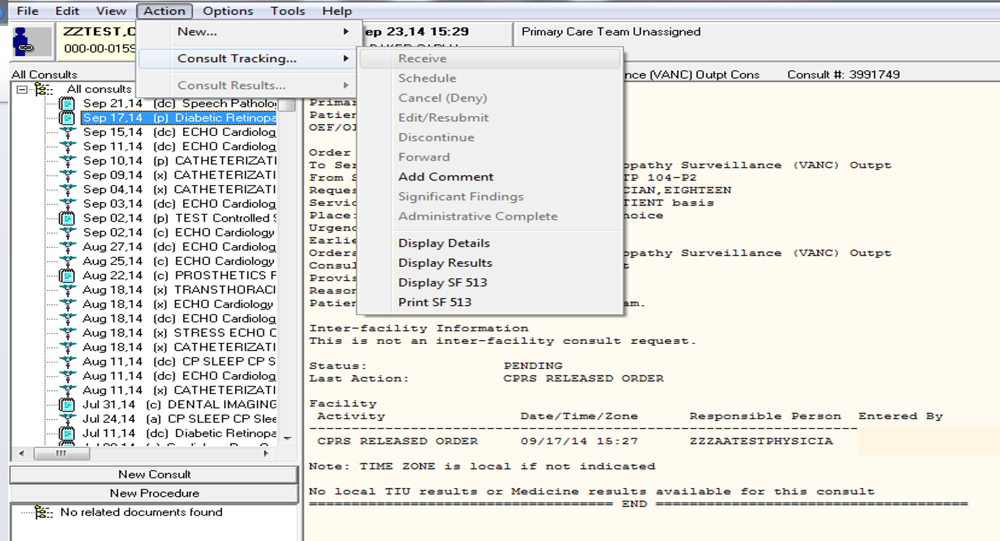 File Edit View Action Options Tools Help
ZZTEST,C
000-00-0159
ep 23,14 15:29
Primary Care Team Unassigned
New...
Consult Tracking...
Consult Results...
Receive
Schedule
Cancel (Deny)
Edit/Resubmit
Discontinue
Forward
Add Comment
Significant Findings
Administrative Complete
Display Details
Display Results
Display SF 513
Print SF 513
All Consults
All consults
Sep 21,14 (dc) Speech Patholo
Sep 17,14 (p) Diabetic Retinopa
Sep 15,14 (dc) ECHO Cardiolog
Sep 11,14 (dc) ECHO Cardiolog
Sep 10,14 (p) CATHETERIZATI
Sep 09,14 (x) CATHETERIZATI
Sep 04,14 (x) CATHETERIZATI
Sep 03,14 (dc) ECHO Cardiolog
Sep 02,14 (p) TEST Controlled S
Sep 02,14 (c) ECHO Cardiology
Aug 27,14 (dc) ECHO Cardiolog
Aug 25,14 (c) ECHO Cardiology
Aug 22,14 (c) PROSTHETICS F
Aug 18,14 (x) TRANSTHORACI
Aug 18,14 (x) ECHO Cardiology
Aug 18,14 (dc) ECHO Cardiolog
Aug 18,14 (x) STRESS ECHO C
Aug 18,14 (x) CATHETERIZATI
Aug 11,14 (dc) CP SLEEP CP S
Aug 11,14 (dc) ECHO Cardiolog
Aug 11,14 (x) CATHETERIZATI
Jul 31,14 (c) DENTAL IMAGING
Jul 24,14 (a) CP SLEEP CP Slee
Jul 11,14 (dc) Diabetic Retinopa
New Consult
New Procedure
No related documents found
nce (VANC) Outpt Cons Consult #: 3991749
Primar
Patien
OEF/OI
Order
To Ser opathy Surveillance (VANC) Outpt
From S TP 104-P2
Reques CIAN,EIGHTEEN
Servic TIENT basis
Place: hoice
Urgenc
Earlie
Ordera opathy Surveillance (VANC) Outpt
Consul t
Provis
Reason
Patien am.
Inter-facility Information
This is not an inter-facility consult request.
Status: PENDING
Last Action: CPRS RELEASED ORDER
Facility
Activity Date/Time/Zone Responsible Person Entered By
CPRS RELEASED ORDER 09/17/14 15:27 ZZZAATESTPHYSICIA
Note: TIME ZONE is local if not indicated
No local TIU results or Medicine results available for this consult
==================================== END =====================================